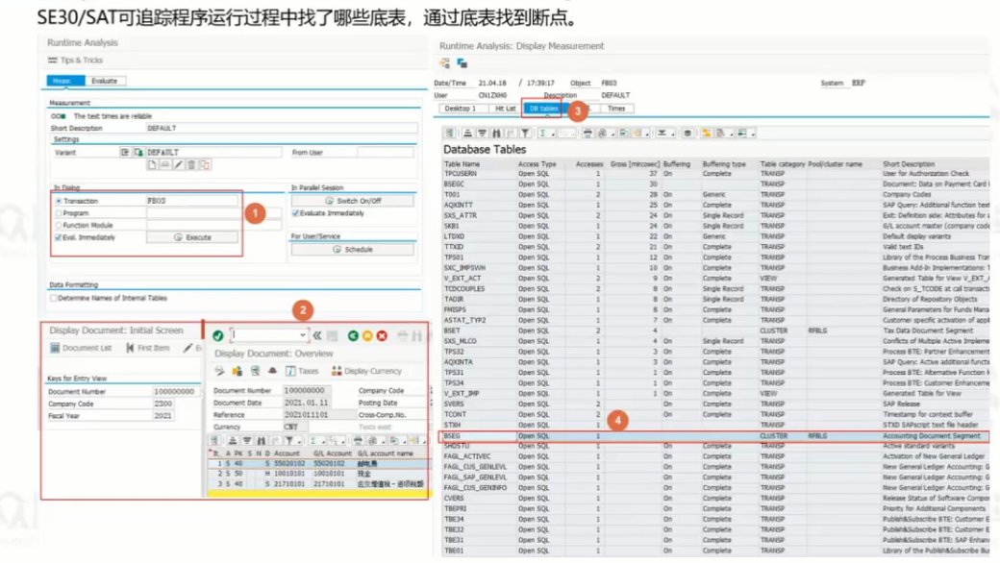 SE30/SAT可追踪程序运行过程中找了哪些底表，通过底表找到断点。
Runtime Analysis
Tips & Tricks
Meas. Evaluate
Measurement
The test times are reliable
Short Description DEFAULT
Settings
Variant DEFAULT From User
In Dialog In Parallel Session
Transaction FB03 Switch On/Off
Program Evaluate Immediately
Function Module For User/Service
Eval. Immediately Execute
Schedule
1
Data Formatting
Determine Names of Internal Tables
2
Display Document: Initial Screen
Document List First Item
Keys for Entry View
Document Number 100000000
Company Code 2300
Fiscal Year 2021
Display Document: Overview
Taxes Display Currency
Document Number 100000000 Company Code
Document Date 2021.01.11 Posting Date
Reference 2021011101 Cross-Comp.No.
Currency CNY Texts exist
It A PK S N D Account G/L Account G/L account name
1 S 40 S 55020102 55020102 邮电费
2 S 50 H 10010101 10010101 现金
3 S 40 S 21710101 21710101 应交增值税-进项税额
Runtime Analysis: Display Measurement
Date/Time 21.04.18 / 17:39:17 Object FB03 System ERP
User CN1ZXH0 Description DEFAULT
Desktop 1 Hit List DB tables Times
3
Database Tables
Table Name Access Type Accesses Gross [mircosec] Buffering Buffering type Table category Pool/cluster name Short Description
TPCUSERN Open SQL 1 37 On Complete TRANSP User for Authorization Check
BSEGC Open SQL 1 30 TRANSP Document: Data on Payment Card
T001 Open SQL 2 28 On Generic TRANSP Company Codes
AQXINTT Open SQL 1 25 On Complete TRANSP SAP Query: Additional function text
SXS_ATTR Open SQL 2 24 On Single Record TRANSP Exit: Definition side: Attributes for a
SKB1 Open SQL 1 24 On Single Record TRANSP G/L account master (company code
LTDX0 Open SQL 1 22 On Generic TRANSP Default display variants
TTXID Open SQL 2 21 On Complete TRANSP Valid text IDs
TPS01 Open SQL 1 12 On Complete TRANSP Library of the Process Business Tran
SXC_IMPSWH Open SQL 1 10 On Complete TRANSP Business Add-In Implementations: T
V_EXT_ACT Open SQL 2 9 On Complete VIEW Generated Table for View V_EXT_A
TCDCOUPLES Open SQL 2 8 On Single Record TRANSP Check on S_TCODE at call transacti
TADIR Open SQL 1 8 On Single Record TRANSP Directory of Repository Objects
FMISPS Open SQL 1 8 On Complete TRANSP General Parameters for Funds Mana
ASTAT_TYP2 Open SQL 1 7 On Complete TRANSP Customer specific activation of appl
BSET Open SQL 2 4 CLUSTER RFBLG Tax Data Document Segment
SXS_MLCO Open SQL 1 4 On Single Record TRANSP Conflcts of Multiple Active Impleme
TPS32 Open SQL 1 3 On Complete TRANSP Process BTE: Partner Enhancement
AQXINTA Open SQL 1 3 On Complete TRANSP SAP Query: Active additional functi
TPS31 Open SQL 1 1 On Complete TRANSP Process BTE: Alternative Function M
TPS34 Open SQL 1 1 On Complete TRANSP Process BTE: Customer Enhancemen
V_EXT_IMP Open SQL 1 1 On Complete VIEW Generated Table for View
SVERS Open SQL 2 On Complete TRANSP SAP Release
TCONT Open SQL 2 On Complete TRANSP Timestamp for context buffer
STXH Open SQL 1 TRANSP STXD SAPscript text file header
4
BSEG Open SQL 1 CLUSTER RFBLG Accounting Document Segment
SHDSTU Open SQL 1 On Complete TRANSP Active standard variants
FAGL_ACTIVEC Open SQL 1 On Complete TRANSP Activation of New General Ledger
FAGL_CUS_GENLEVL Open SQL 1 On Complete TRANSP New General Ledger Accounting: G
FAGL_SAP_GENLEVL Open SQL 1 On Complete TRANSP New General Ledger Accounting: G
FAGL_CUS_GENINFO Open SQL 1 On Complete TRANSP New General Ledger Accounting: G
CVERS Open SQL 1 On Complete TRANSP Release Status of Software Compon
TBEPRI Open SQL 1 On Complete TRANSP Priority for Additional Components
TBE34 Open SQL 1 On Complete TRANSP Publish&Subscribe BTE: Customer E
TBE32 Open SQL 1 On Complete TRANSP Publish&Subscribe BTE: Partner Enh
TBE31 Open SQL 1 On Complete TRANSP Publish&Subscribe BTE: SAP Enhan
TBE01 Open SQL 1 On Complete TRANSP Library of the Publish&Subscribe Bus